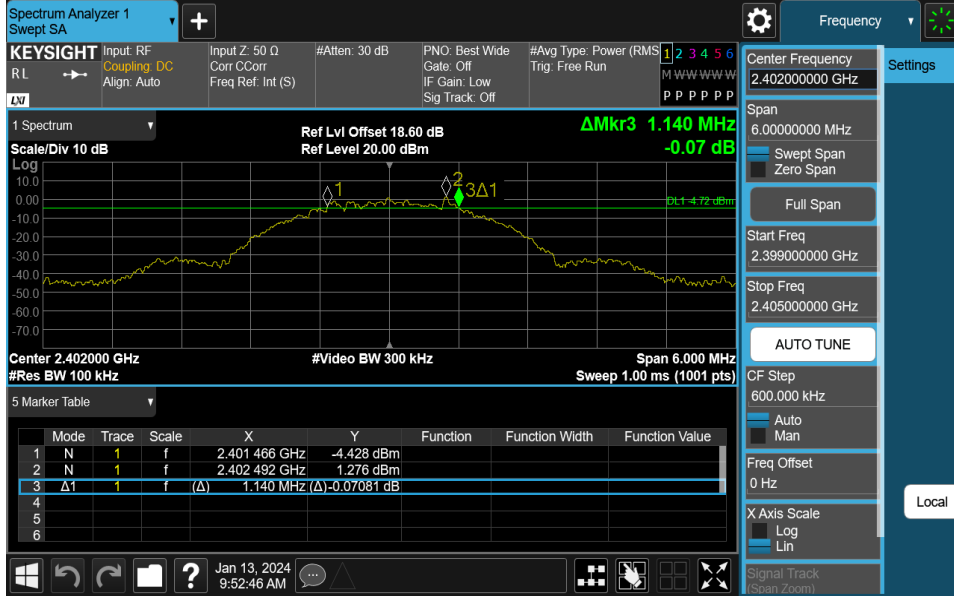 Spectrum Analyzer 1
Swept SA
+
Frequency
KEYSIGHT
RL
LXI
Input: RF
Coupling: DC
Align: Auto
Input Z: 50 Ω
Corr CCorr
Freq Ref: Int (S)
#Atten: 30 dB
PNO: Best Wide
Gate: Off
IF Gain: Low
Sig Track: Off
#Avg Type: Power (RMS
Trig: Free Run
1 2 3 4 5 6
M W W W W W
P P P P P P
Center Frequency
2.402000000 GHz
Settings
Span
6.00000000 MHz
Swept Span
Zero Span
Full Span
Start Freq
2.399000000 GHz
Stop Freq
2.405000000 GHz
AUTO TUNE
CF Step
600.000 kHz
Auto
Man
Freq Offset
0 Hz
X Axis Scale
Log
Lin
Signal Track
(Span Zoom)
Local
1 Spectrum
Scale/Div 10 dB
Ref Lvl Offset 18.60 dB
Ref Level 20.00 dBm
ΔMkr3 1.140 MHz
-0.07 dB
Log
10.0
0.00
-10.0
-20.0
-30.0
-40.0
-50.0
-60.0
-70.0
1
2
3Δ1
DL1 -4.72 dBm
Center 2.402000 GHz
#Video BW 300 kHz
Span 6.000 MHz
#Res BW 100 kHz
Sweep 1.00 ms (1001 pts)
5 Marker Table
Mode Trace Scale X Y Function Function Width Function Value
1 N 1 f 2.401 466 GHz -4.428 dBm
2 N 1 f 2.402 492 GHz 1.276 dBm
3 Δ1 1 f (Δ) 1.140 MHz (Δ) -0.07081 dB
4
5
6
?
Jan 13, 2024
9:52:46 AM